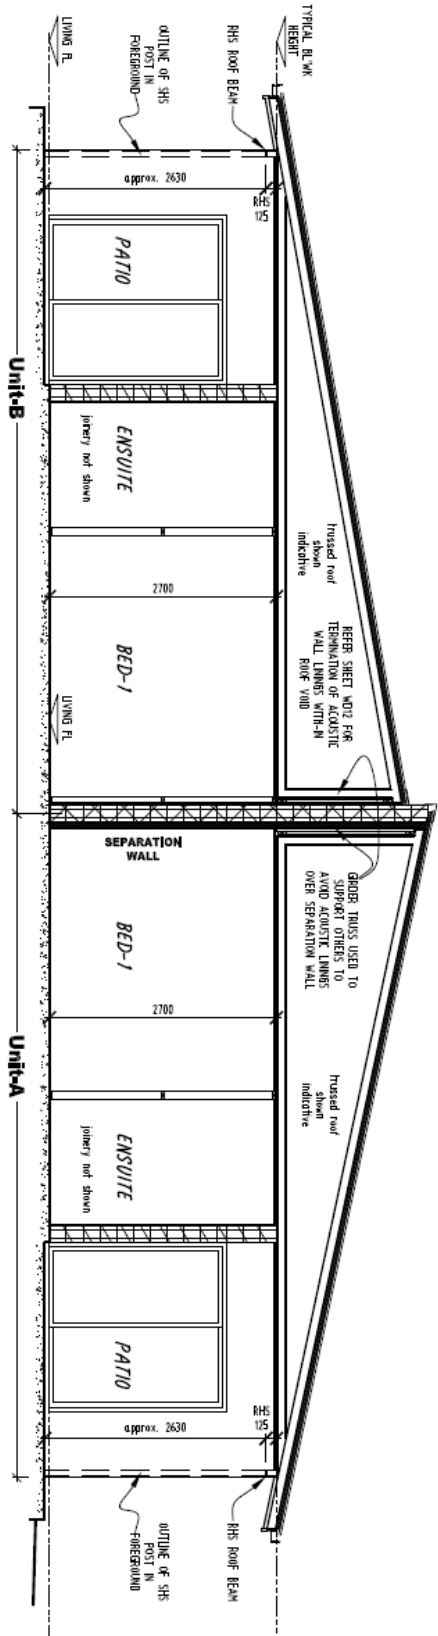 TYPICAL BL'WK
HEIGHT
LIVING FL
OUTLINE OF SHS
POST IN
FOREGROUND
RHS ROOF BEAM
approx. 2630
RHS
125
PATIO
ENSUITE
joinery not shown
trussed roof
shown
indicative
2700
BED-1
REFER SHEET WD12 FOR
TERMINATION OF ACOUSTIC
WALL LININGS WITH-IN
ROOF VOID
LIVING FL
Unit-B
SEPARATION
WALL
GIRDER TRUSS USED TO
SUPPORT OTHERS TO
AVOID ACOUSTIC LININGS
OVER SEPARATION WALL
BED-1
2700
trussed roof
shown
indicative
ENSUITE
joinery not shown
Unit-A
PATIO
approx. 2630
RHS
125
RHS ROOF BEAM
OUTLINE OF SHS
POST IN
FOREGROUND